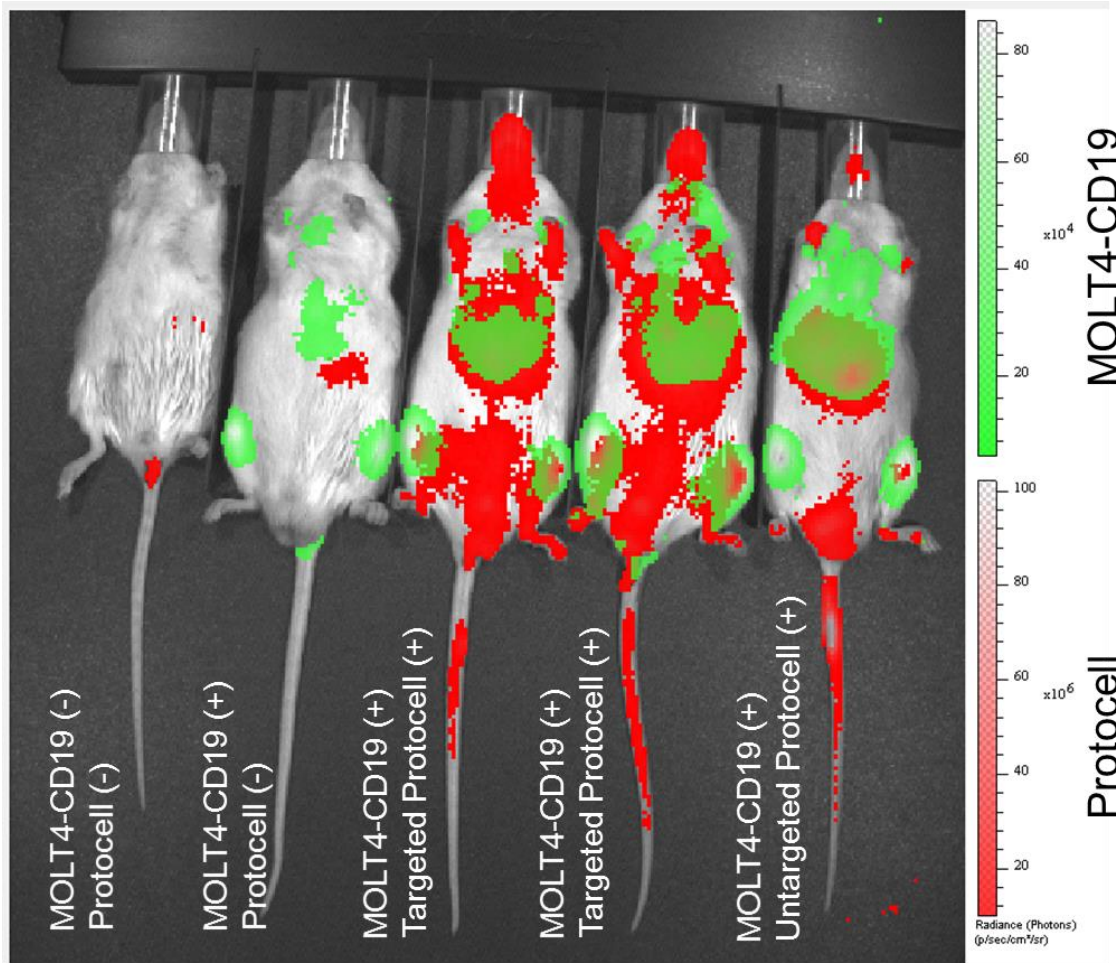 MOLT4-CD19 (-)
Protocell (-)
MOLT4-CD19 (+)
Protocell (-)
MOLT4-CD19 (+)
Targeted Protocell (+)
MOLT4-CD19 (+)
Targeted Protocell (+)
MOLT4-CD19 (+)
Untargeted Protocell (+)
80
60
x10⁴
40
20
MOLT4-CD19
100
80
60
x10⁶
40
20
Protocell
Radiance (Photons)
(p/sec/cm²/sr)